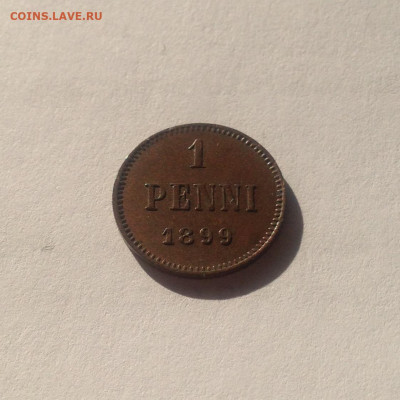 COINS.LAVE.RU
1
PENNI
1899